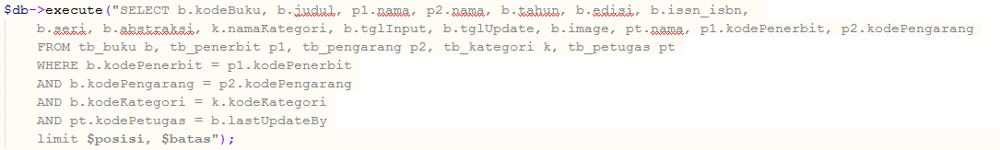 $db->execute("SELECT b.kodeBuku, b.judul, p1.nama, p2.nama, b.tahun, b.edisi, b.issn_isbn,
b.seri, b.abstraksi, k.namaKategori, b.tglInput, b.tglUpdate, b.image, pt.nama, p1.kodePenerbit, p2.kodePengarang
FROM tb_buku b, tb_penerbit p1, tb_pengarang p2, tb_kategori k, tb_petugas pt
WHERE b.kodePenerbit = p1.kodePenerbit
AND b.kodePengarang = p2.kodePengarang
AND b.kodeKategori = k.kodeKategori
AND pt.kodePetugas = b.lastUpdateBy
limit $posisi, $batas");